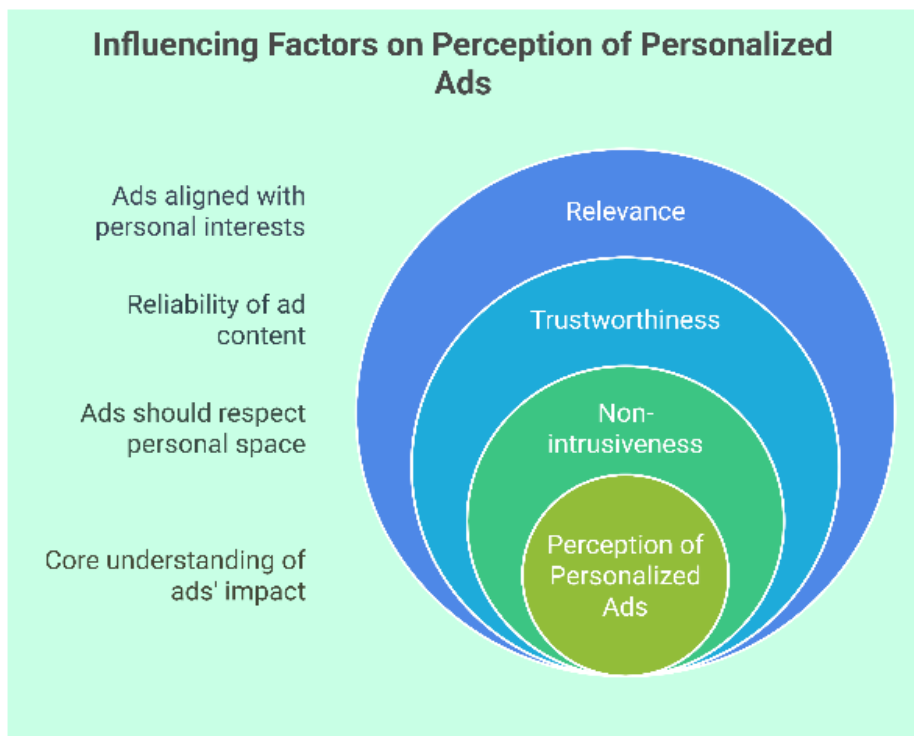 Influencing Factors on Perception of Personalized
Ads
Ads aligned with
personal interests
Relevance
Reliability of ad
content
Trustworthiness
Ads should respect
personal space
Non-
intrusiveness
Core understanding of
ads' impact
Perception of
Personalized
Ads